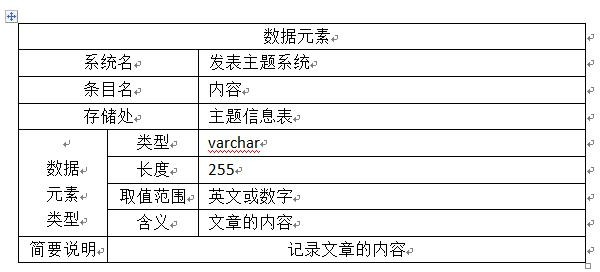 数据元素
系统名 发表主题系统
条目名 内容
存储处 主题信息表
数据
元素
类型
类型 varchar
长度 255
取值范围 英文或数字
含义 文章的内容
简要说明 记录文章的内容